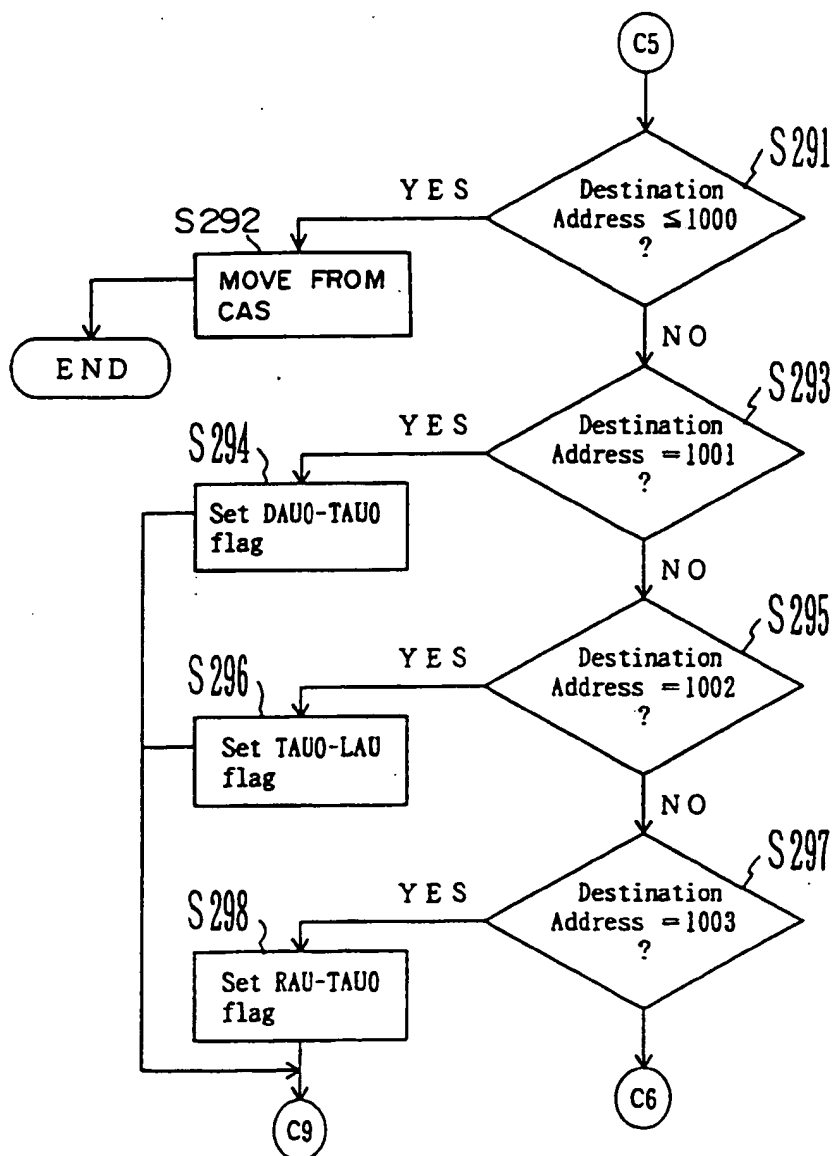 C5
S291
Destination
Address ≦1000
?
YES
S292
MOVE FROM
CAS
END
NO
S293
Destination
Address =1001
?
YES
S294
Set DAU0-TAU0
flag
NO
S295
Destination
Address =1002
?
YES
S296
Set TAU0-LAU
flag
NO
S297
Destination
Address =1003
?
YES
S298
Set RAU-TAU0
flag
C9
C6